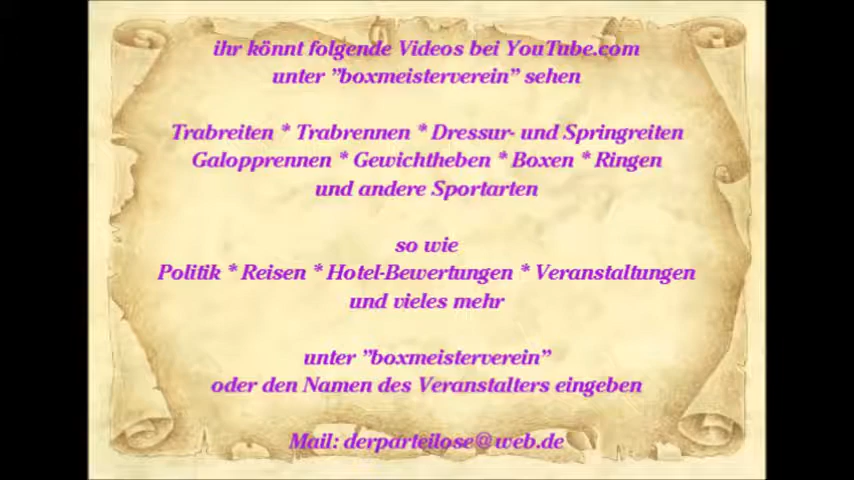 ihr könnt folgende Videos bei YouTube.com
unter "boxmeisterverein" sehen
Trabreiten * Trabrennen * Dressur- und Springreiten
Galopprennen * Gewichtheben * Boxen * Ringen
und andere Sportarten
so wie
Politik * Reisen * Hotel-Bewertungen * Veranstaltungen
und vieles mehr
unter "boxmeisterverein"
oder den Namen des Veranstalters eingeben
Mail: derparteilose@web.de